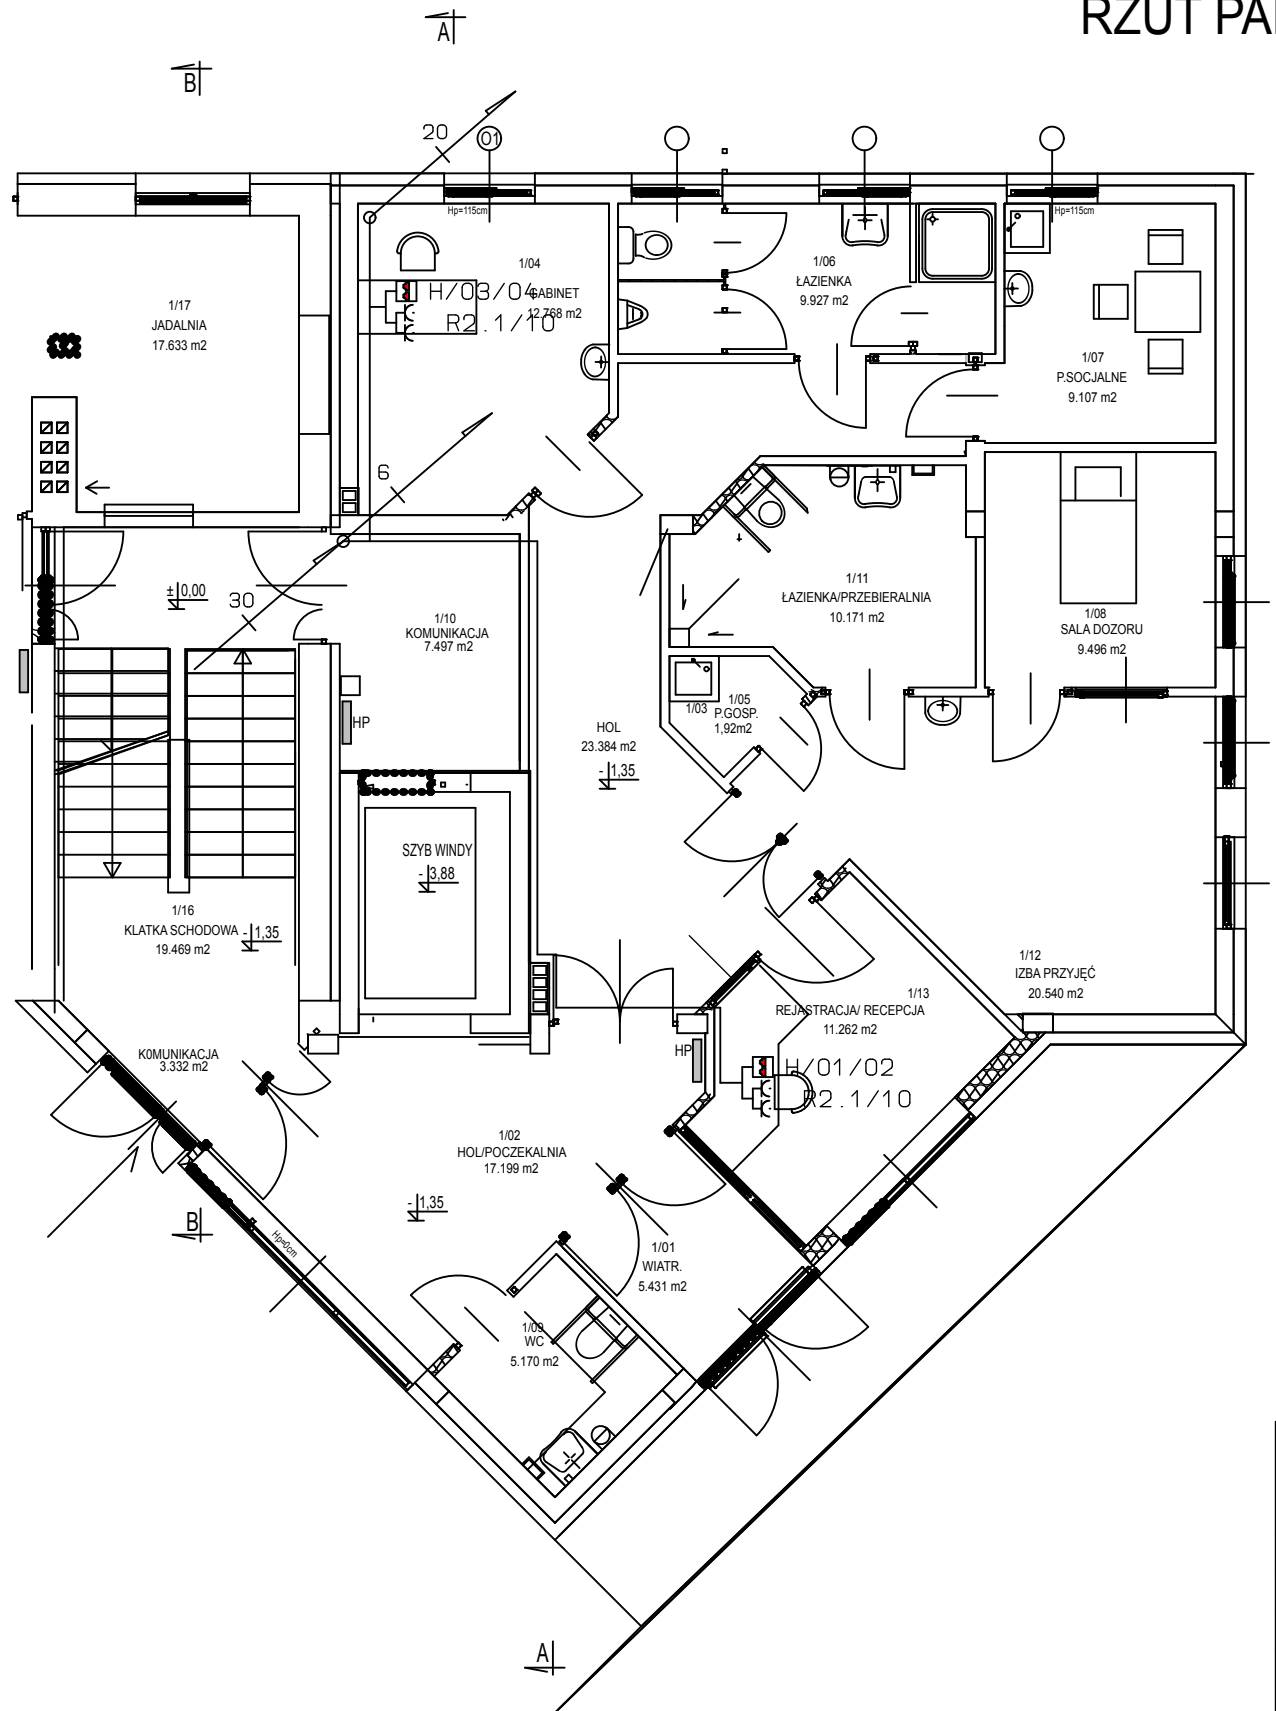 RZUT PA
A
B
20
01
Hp=115cm
Hp=115cm
1/04
GABINET
12.768 m2
H/03/04
R2.1/10
1/06
ŁAZIENKA
9.927 m2
1/17
JADALNIA
17.633 m2
1/07
P.SOCJALNE
9.107 m2
6
1/11
ŁAZIENKA/PRZEBIERALNIA
10.171 m2
±0,00
30
1/10
KOMUNIKACJA
7.497 m2
1/08
SALA DOZORU
9.496 m2
1/03
1/05
P.GOSP.
1,92m2
HP
HOL
23.384 m2
-1,35
SZYB WINDY
-3,88
1/16
KLATKA SCHODOWA
19.469 m2
-1,35
1/12
IZBA PRZYJĘĆ
20.540 m2
1/13
REJASTRACJA/ RECEPCJA
11.262 m2
K0MUNIKACJA
3.332 m2
HP
H/01/02
R2.1/10
1/02
HOL/POCZEKALNIA
17.199 m2
-1,35
B
Hp=0cm
1/01
WIATR.
5.431 m2
1/09
WC
5.170 m2
A